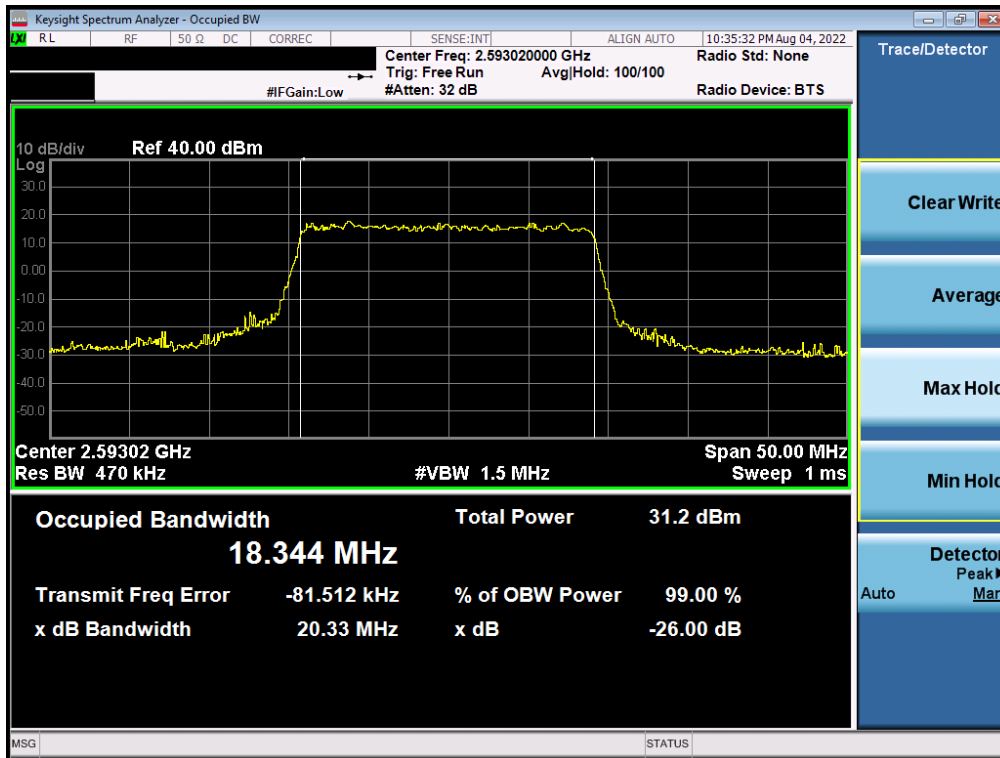 Keysight Spectrum Analyzer - Occupied BW
LXI RL RF 50 Ω DC CORREC SENSE:INT ALIGN AUTO 10:35:32 PM Aug 04, 2022
Center Freq: 2.593020000 GHz Radio Std: None
Trig: Free Run Avg|Hold: 100/100
#IFGain:Low #Atten: 32 dB Radio Device: BTS
Trace/Detector
10 dB/div Ref 40.00 dBm
Log
30.0
20.0
10.0
0.00
-10.0
-20.0
-30.0
-40.0
-50.0
Center 2.59302 GHz Span 50.00 MHz
Res BW 470 kHz #VBW 1.5 MHz Sweep 1 ms
Occupied Bandwidth Total Power 31.2 dBm
18.344 MHz
Transmit Freq Error -81.512 kHz % of OBW Power 99.00 %
x dB Bandwidth 20.33 MHz x dB -26.00 dB
Clear Write
Average
Max Hold
Min Hold
Detector
Peak
Auto Man
MSG STATUS